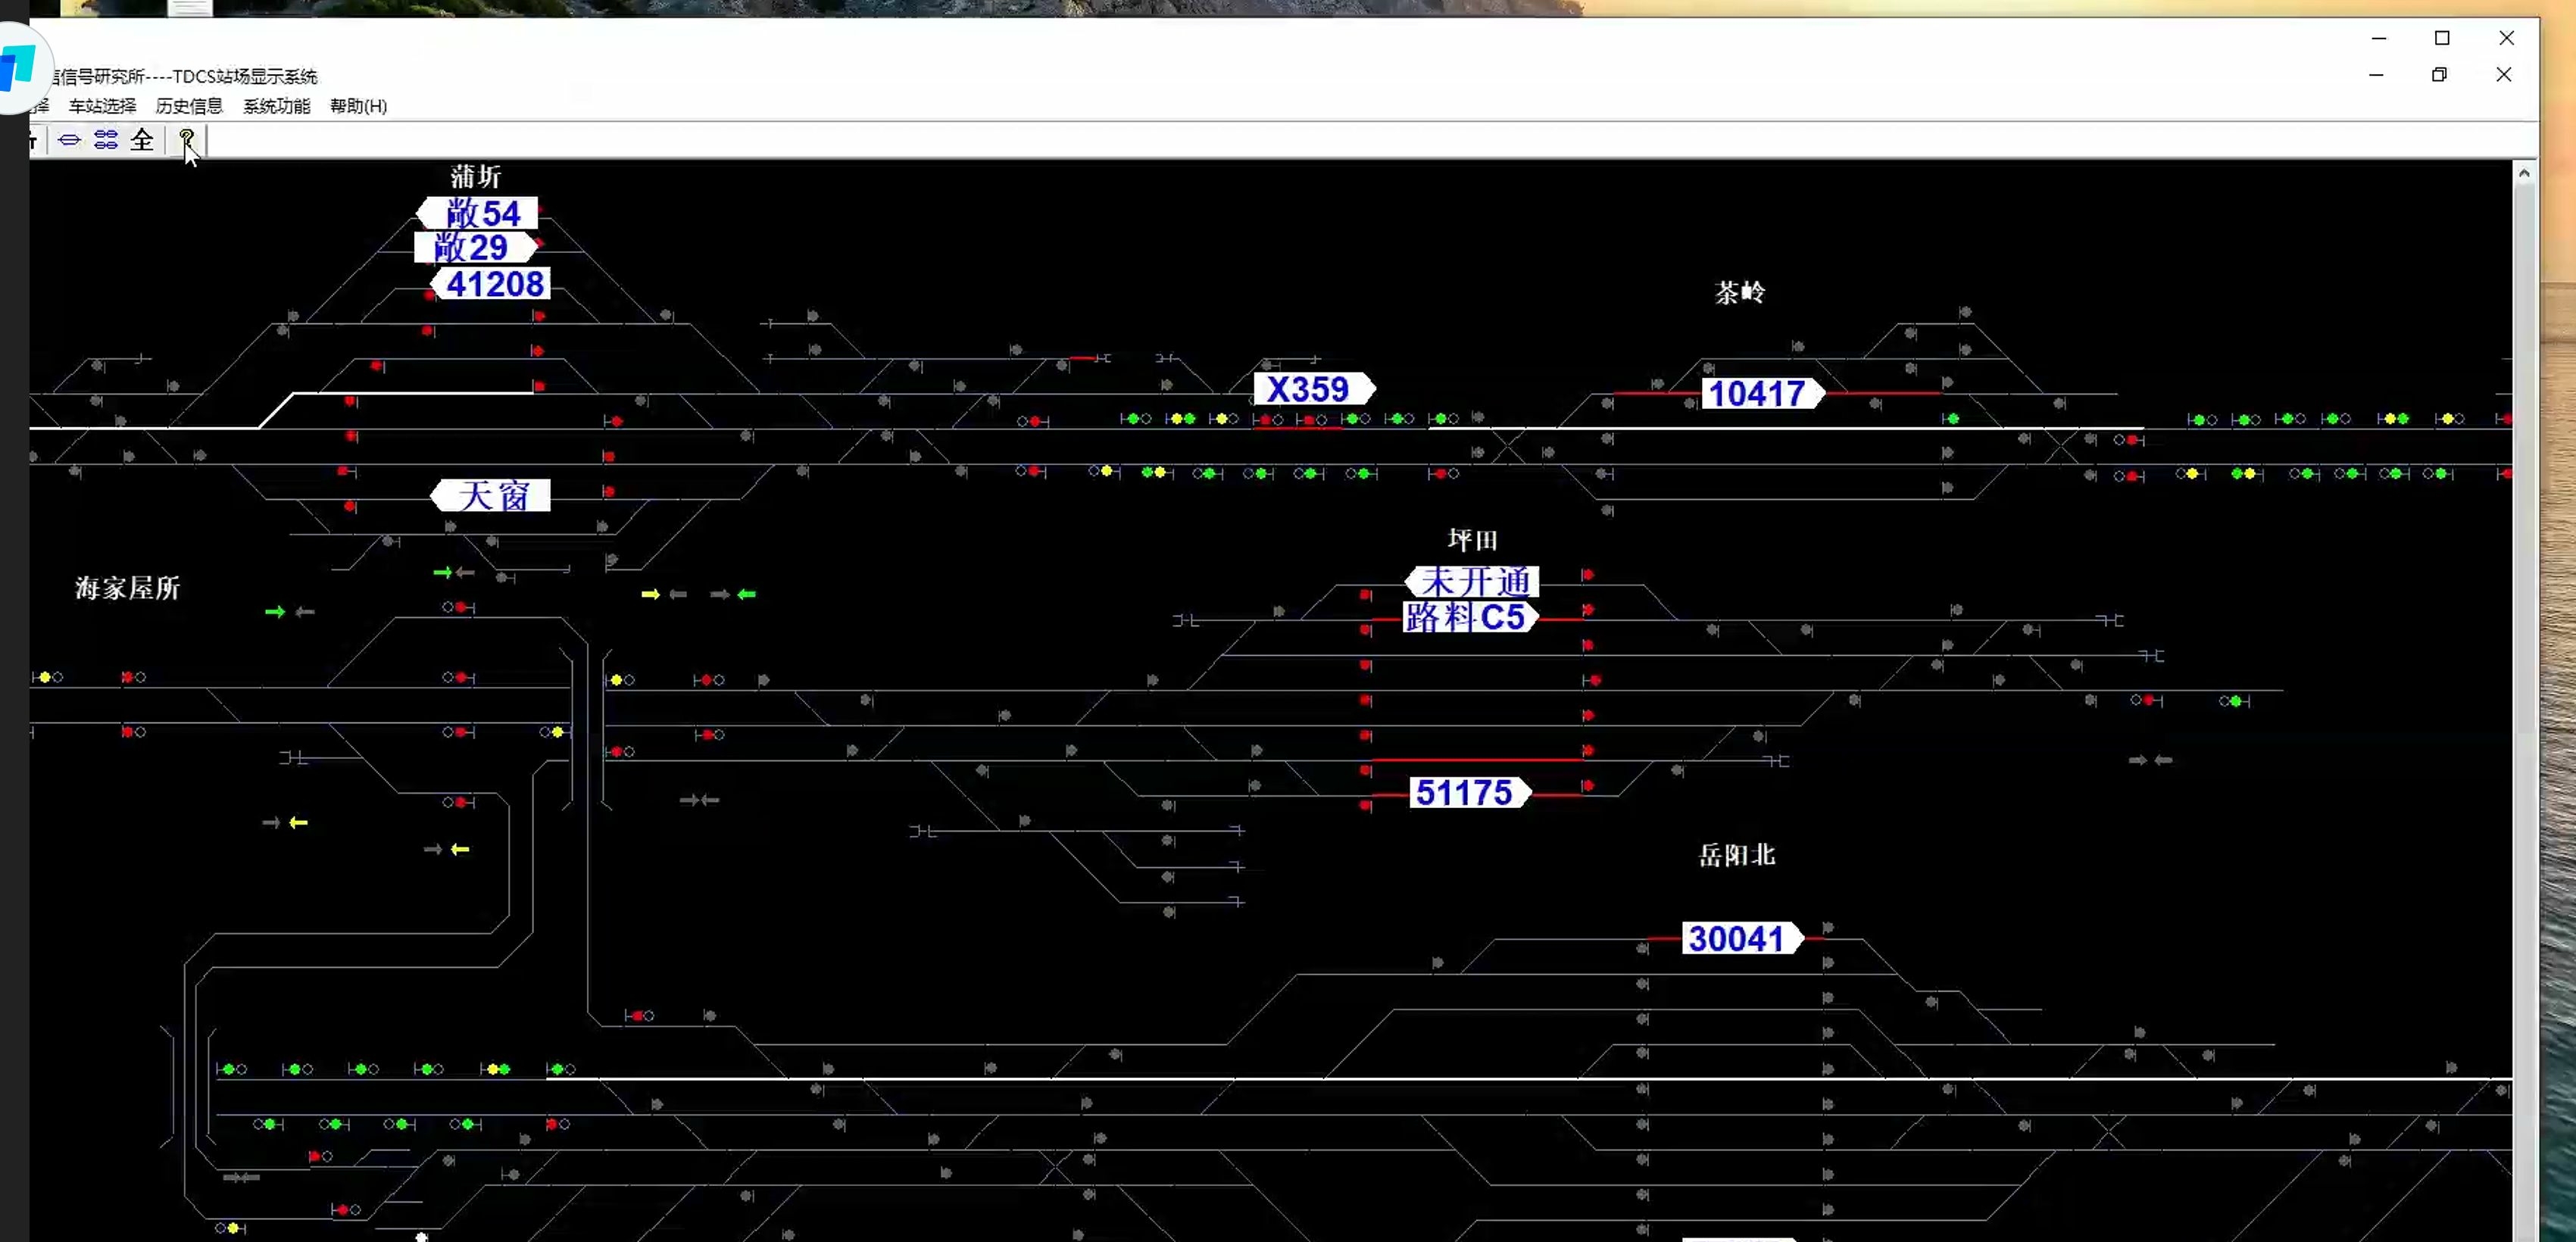 信号研究所----TDCS站场显示系统
择 车站选择 历史信息 系统功能 帮助(H)
全 ?
蒲圻
敞54
敞29
41208
茶岭
X359
10417
天窗
坪田
海家屋所
未开通
路料C5
51175
岳阳北
30041